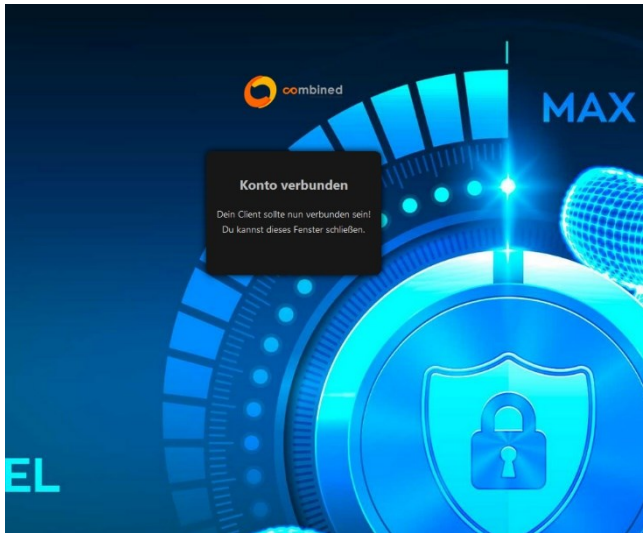 combined
MAX
Konto verbunden
Dein Client sollte nun verbunden sein!
Du kannst dieses Fenster schließen.
EL